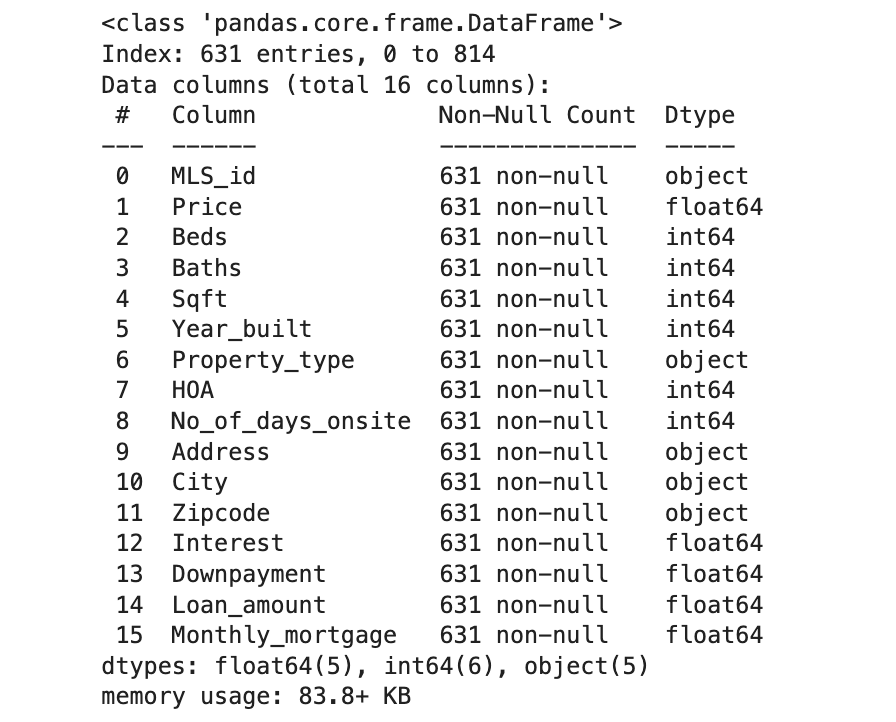 <class 'pandas.core.frame.DataFrame'>
Index: 631 entries, 0 to 814
Data columns (total 16 columns):
 #   Column             Non-Null Count  Dtype
---  ------             --------------  -----
 0   MLS_id             631 non-null    object
 1   Price              631 non-null    float64
 2   Beds               631 non-null    int64
 3   Baths              631 non-null    int64
 4   Sqft               631 non-null    int64
 5   Year_built         631 non-null    int64
 6   Property_type      631 non-null    object
 7   HOA                631 non-null    int64
 8   No_of_days_onsite  631 non-null    int64
 9   Address            631 non-null    object
 10  City               631 non-null    object
 11  Zipcode            631 non-null    object
 12  Interest           631 non-null    float64
 13  Downpayment        631 non-null    float64
 14  Loan_amount        631 non-null    float64
 15  Monthly_mortgage   631 non-null    float64
dtypes: float64(5), int64(6), object(5)
memory usage: 83.8+ KB